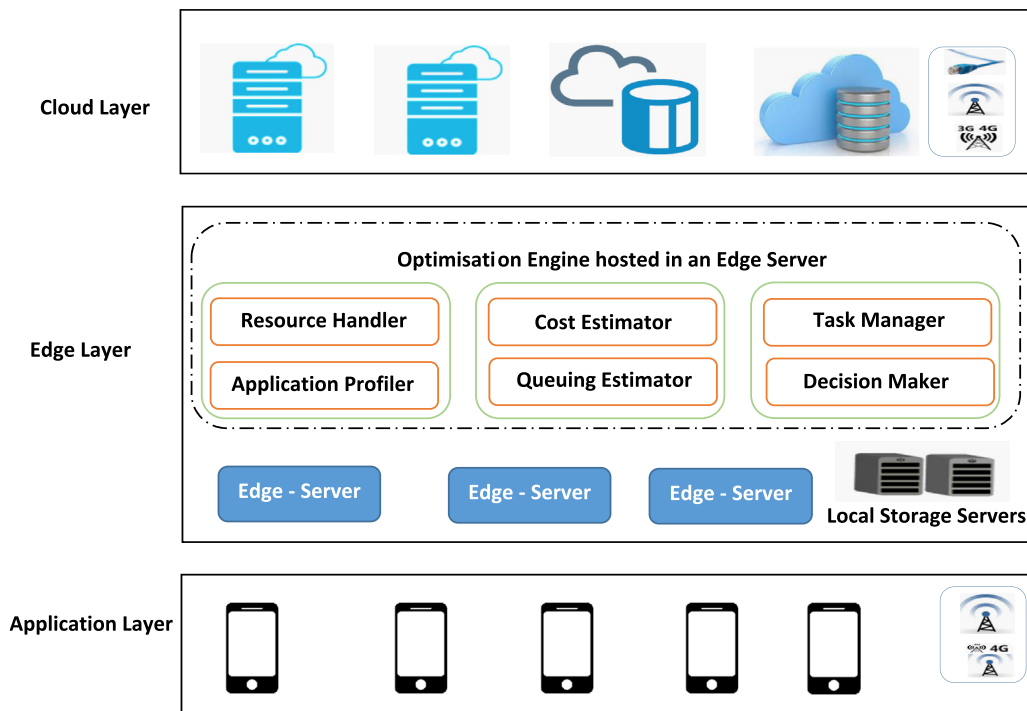 Cloud Layer
3G 4G
Optimisation Engine hosted in an Edge Server
Resource Handler
Cost Estimator
Task Manager
Edge Layer
Application Profiler
Queuing Estimator
Decision Maker
Edge - Server
Edge - Server
Edge - Server
Local Storage Servers
Application Layer
4G